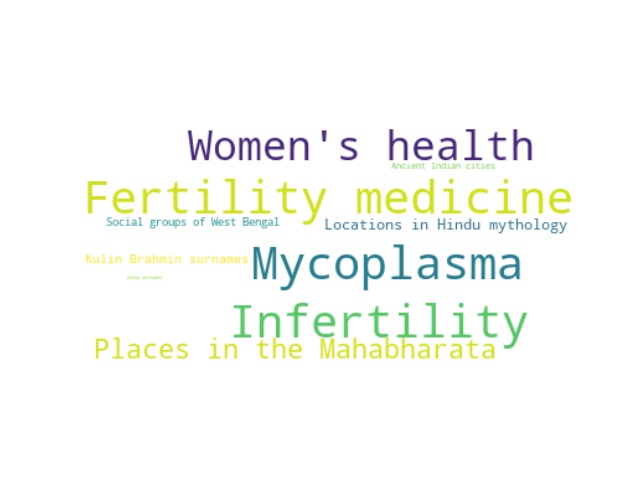 Women's health
Ancient Indian cities
Fertility medicine
Social groups of West Bengal
Locations in Hindu mythology
Kulin Brahmin surnames
Mycoplasma
Hindu surnames
Infertility
Places in the Mahabharata